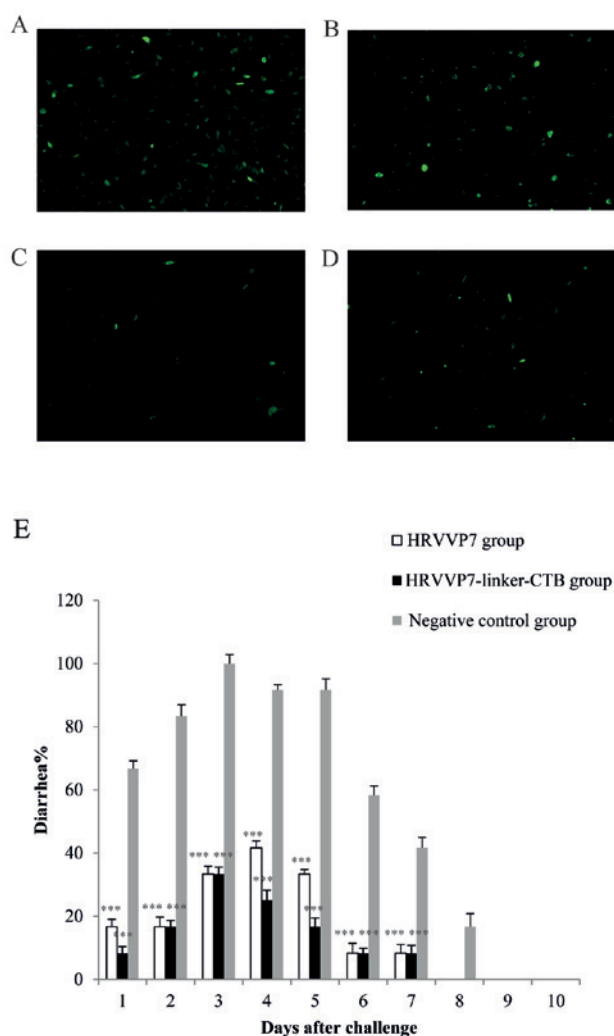 A
B
C
D
E
HRVVP7 group
HRVVP7-linker-CTB group
Negative control group
120
100
80
60
40
20
0
Diarrhea%
*** *** *** *** *** *** *** *** *** *** *** *** *** ***
1 2 3 4 5 6 7 8 9 10
Days after challenge